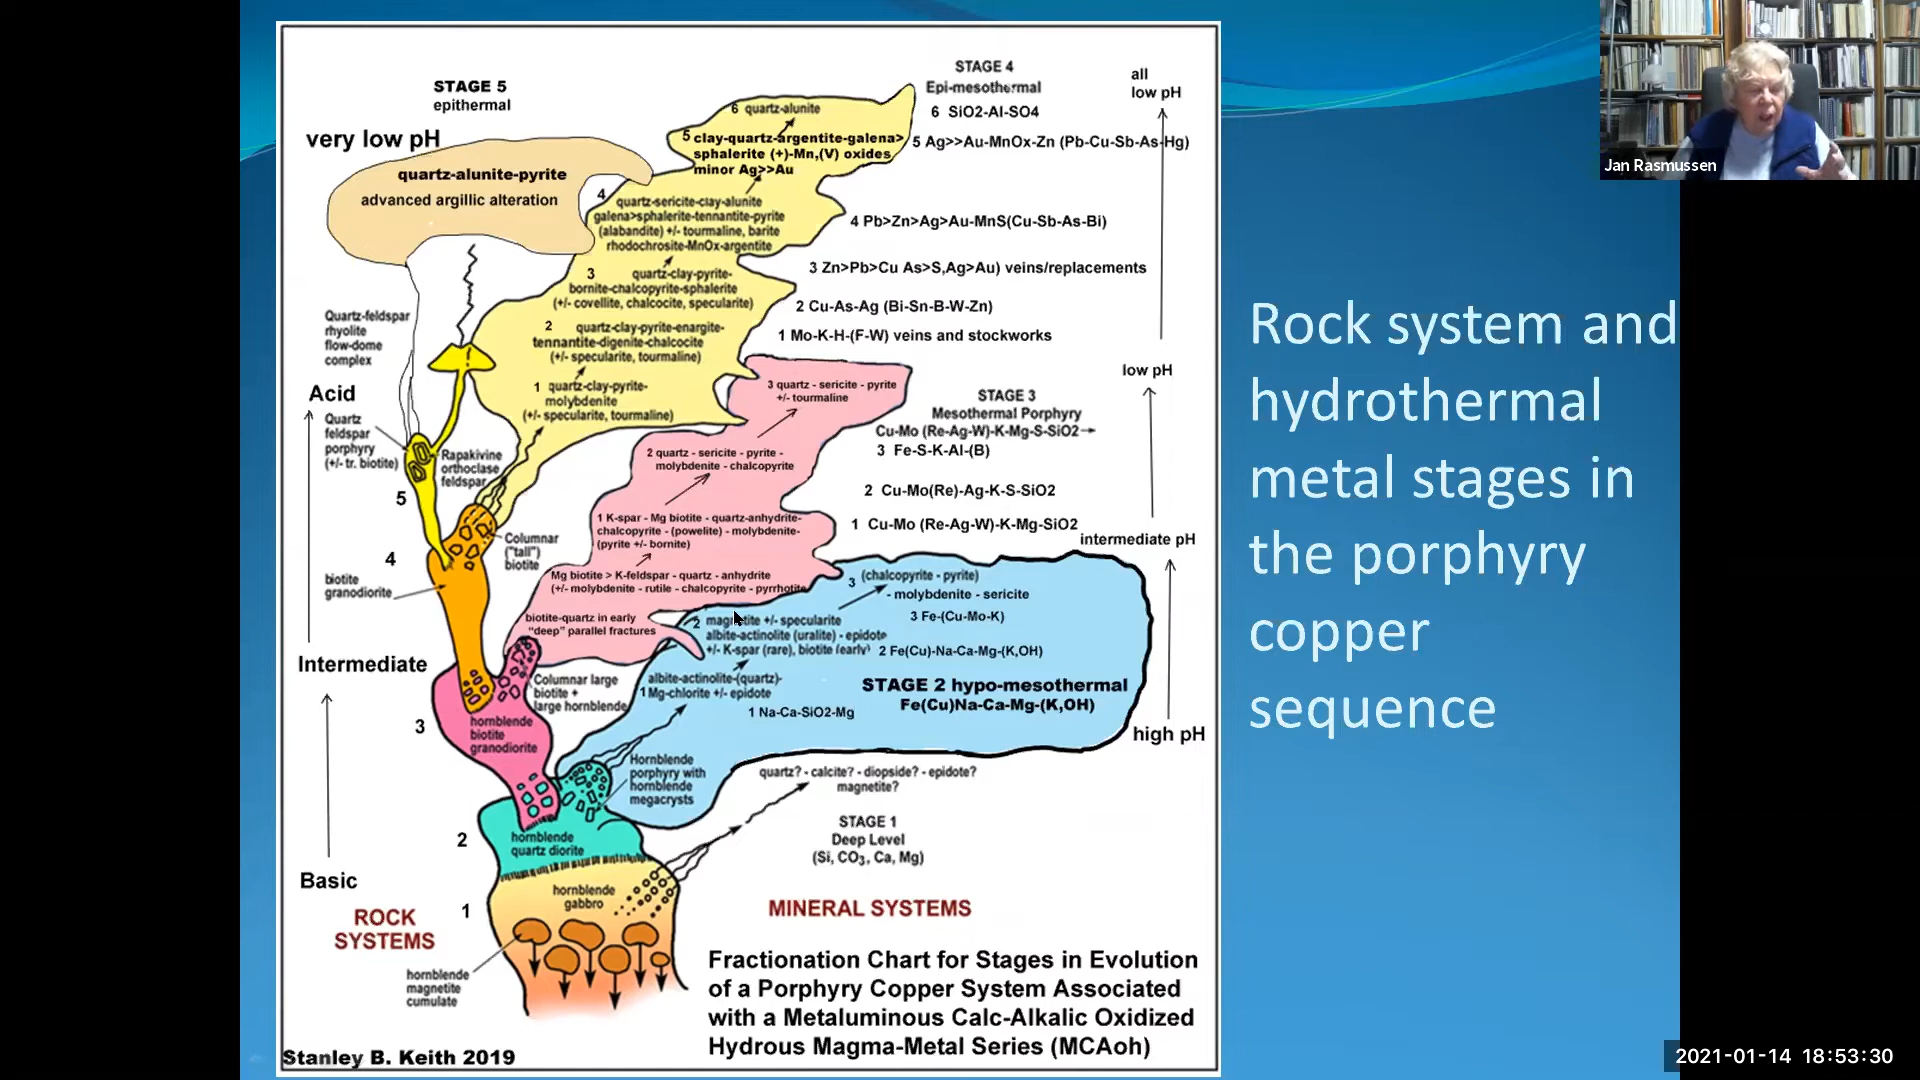 STAGE 5
epithermal
very low pH
quartz-alunite-pyrite
advanced argillic alteration
Quartz-feldspar
rhyolite
flow-dome
complex
Acid
Quartz
feldspar
porphyry
(+/- tr. biotite)
Rapakivine
orthoclase
feldspar
5
4
Columnar
("tall")
biotite
biotite
granodiorite
Intermediate
3
Columnar large
biotite +
large hornblende
hornblende
biotite
granodiorite
Hornblende
porphyry with
hornblende
megacrysts
2
hornblende
quartz diorite
Basic
1
hornblende
gabbro
ROCK
SYSTEMS
hornblende
magnetite
cumulate
Stanley B. Keith 2019
6 quartz-alunite
5 clay-quartz-argentite-galena>
sphalerite (+)-Mn,(V) oxides
minor Ag>>Au
4
quartz-sericite-clay-alunite
galena>sphalerite-tennantite-pyrite
(alabandite) +/- tourmaline, barite
rhodochrosite-MnOx-argentite
3 quartz-clay-pyrite-
bornite-chalcopyrite-sphalerite
(+/- covellite, chalcocite, specularite)
2 quartz-clay-pyrite-enargite-
tennantite-digenite-chalcocite
(+/- specularite, tourmaline)
1 quartz-clay-pyrite-
molybdenite
(+/- specularite, tourmaline)
STAGE 4
Epi-mesothermal
6 SiO2-Al-SO4
5 Ag>>Au-MnOx-Zn (Pb-Cu-Sb-As-Hg)
4 Pb>Zn>Ag>Au-MnS(Cu-Sb-As-Bi)
3 Zn>Pb>Cu As>S,Ag>Au) veins/replacements
2 Cu-As-Ag (Bi-Sn-B-W-Zn)
1 Mo-K-H-(F-W) veins and stockworks
all
low pH
low pH
3 quartz - sericite - pyrite
+/- tourmaline
2 quartz - sericite - pyrite -
molybdenite - chalcopyrite
1 K-spar - Mg biotite - quartz-anhydrite-
chalcopyrite - (powelite) - molybdenite-
(pyrite +/- bornite)
Mg biotite > K-feldspar - quartz - anhydrite
(+/- molybdenite - rutile - chalcopyrite - pyrrhotite
biotite-quartz in early
"deep" parallel fractures
STAGE 3
Mesothermal Porphyry
Cu-Mo (Re-Ag-W)-K-Mg-S-SiO2
3 Fe-S-K-Al-(B)
2 Cu-Mo(Re)-Ag-K-S-SiO2
1 Cu-Mo (Re-Ag-W)-K-Mg-SiO2
intermediate pH
3 (chalcopyrite - pyrite)
- molybdenite - sericite
3 Fe-(Cu-Mo-K)
2 magnetite +/- specularite
albite-actinolite (uralite) - epidote
+/- K-spar (rare), biotite (early)
2 Fe(Cu)-Na-Ca-Mg-(K,OH)
albite-actinolite-(quartz)-
1 Mg-chlorite +/- epidote
1 Na-Ca-SiO2-Mg
STAGE 2 hypo-mesothermal
Fe(Cu)Na-Ca-Mg-(K,OH)
high pH
quartz? - calcite? - diopside? - epidote?
magnetite?
STAGE 1
Deep Level
(Si, CO₃, Ca, Mg)
MINERAL SYSTEMS
Fractionation Chart for Stages in Evolution
of a Porphyry Copper System Associated
with a Metaluminous Calc-Alkalic Oxidized
Hydrous Magma-Metal Series (MCAoh)
Rock system and
hydrothermal
metal stages in
the porphyry
copper
sequence
Jan Rasmussen
2021-01-14 18:53:30